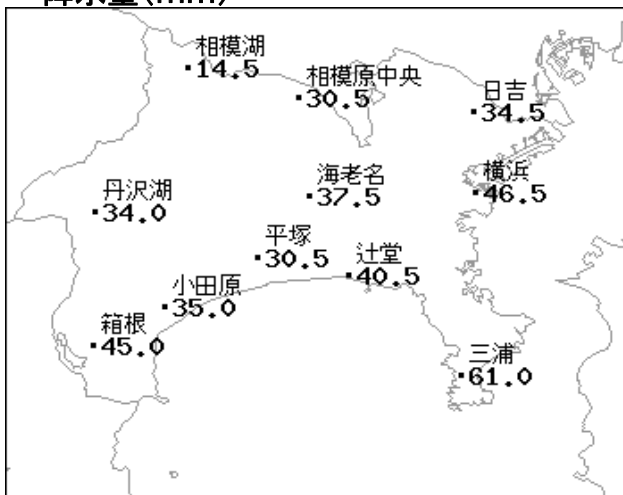 降水量(mm)
相模湖
14.5
相模原中央
30.5
日吉
34.5
海老名
37.5
横浜
46.5
丹沢湖
34.0
平塚
30.5
辻堂
40.5
小田原
35.0
箱根
45.0
三浦
61.0